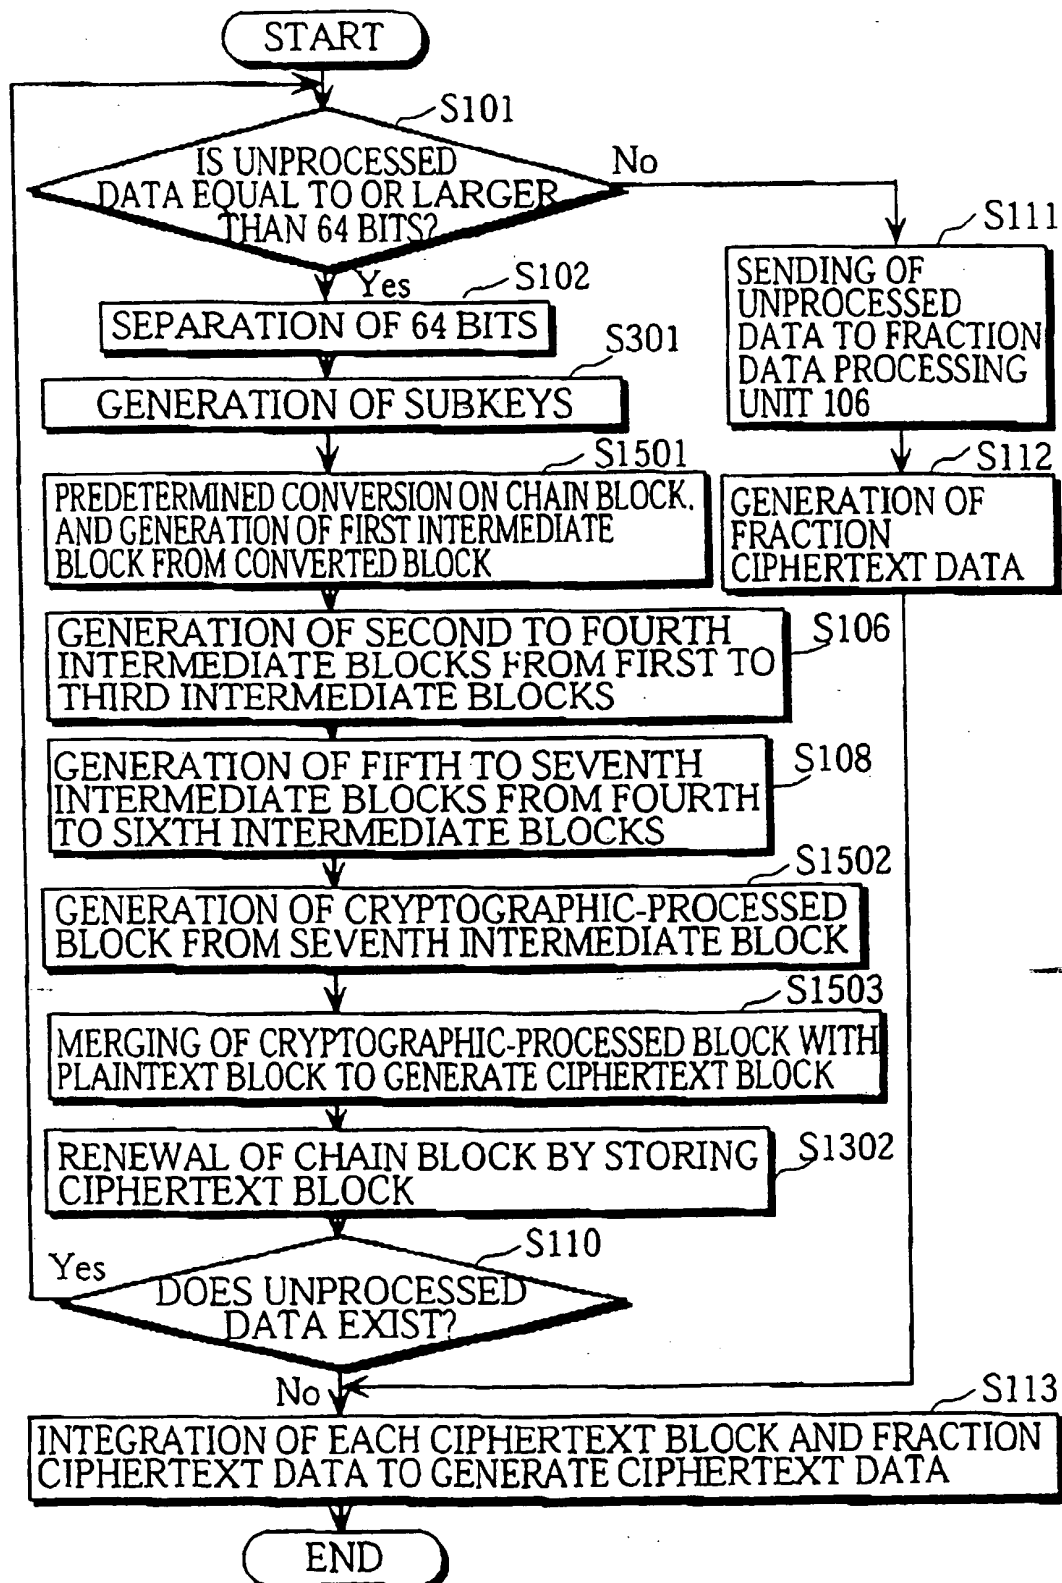 START
S101
IS UNPROCESSED
DATA EQUAL TO OR LARGER
THAN 64 BITS?
No
Yes
S102
SEPARATION OF 64 BITS
S301
GENERATION OF SUBKEYS
S1501
PREDETERMINED CONVERSION ON CHAIN BLOCK,
AND GENERATION OF FIRST INTERMEDIATE
BLOCK FROM CONVERTED BLOCK
S106
GENERATION OF SECOND TO FOURTH
INTERMEDIATE BLOCKS FROM FIRST TO
THIRD INTERMEDIATE BLOCKS
S108
GENERATION OF FIFTH TO SEVENTH
INTERMEDIATE BLOCKS FROM FOURTH
TO SIXTH INTERMEDIATE BLOCKS
S1502
GENERATION OF CRYPTOGRAPHIC-PROCESSED
BLOCK FROM SEVENTH INTERMEDIATE BLOCK
S1503
MERGING OF CRYPTOGRAPHIC-PROCESSED BLOCK WITH
PLAINTEXT BLOCK TO GENERATE CIPHERTEXT BLOCK
S1302
RENEWAL OF CHAIN BLOCK BY STORING
CIPHERTEXT BLOCK
S110
Yes
DOES UNPROCESSED
DATA EXIST?
No
S111
SENDING OF
UNPROCESSED
DATA TO FRACTION
DATA PROCESSING
UNIT 106
S112
GENERATION OF
FRACTION
CIPHERTEXT DATA
S113
INTEGRATION OF EACH CIPHERTEXT BLOCK AND FRACTION
CIPHERTEXT DATA TO GENERATE CIPHERTEXT DATA
END